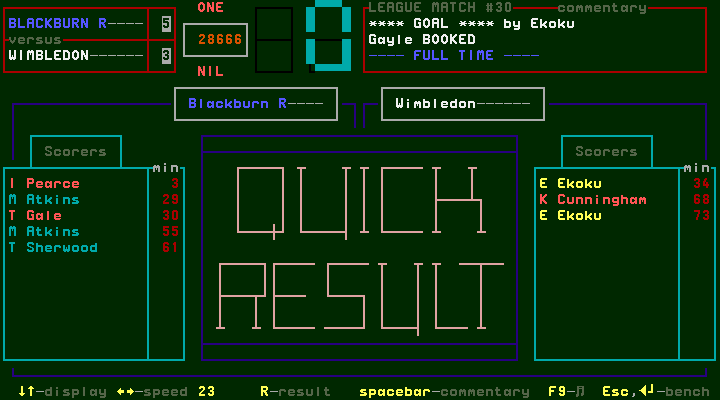 BLACKBURN R 5
versus
WIMBLEDON 3
ONE
28666
NIL
0
LEAGUE MATCH #30 commentary
**** GOAL **** by Ekoku
Gayle BOOKED
FULL TIME
Blackburn R
Wimbledon
Scorers
min
I Pearce 3
M Atkins 29
T Gale 30
M Atkins 55
T Sherwood 61
QUICK
RESULT
Scorers
min
E Ekoku 34
K Cunningham 68
E Ekoku 73
↓↑—display ↔—speed 23 R—result spacebar—commentary F9—♫ Esc,↵—bench